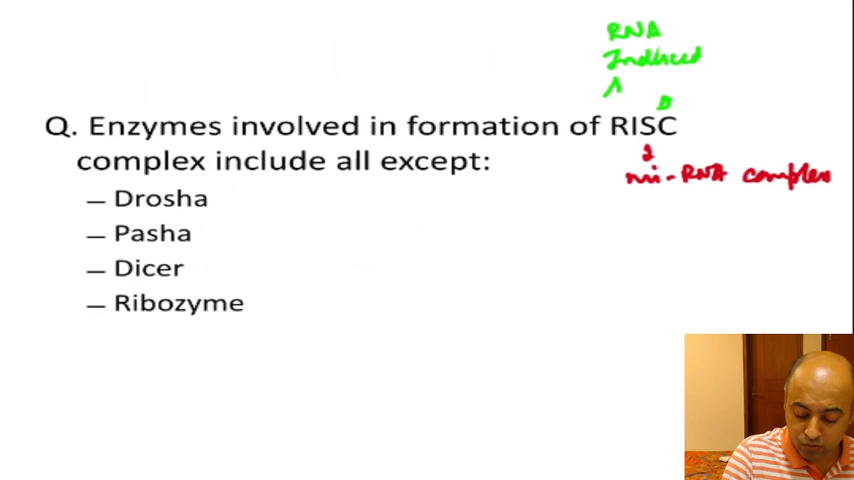 RNA
Induced
Q. Enzymes involved in formation of RISC
complex include all except:
mi-RNA complex
– Drosha
– Pasha
– Dicer
– Ribozyme